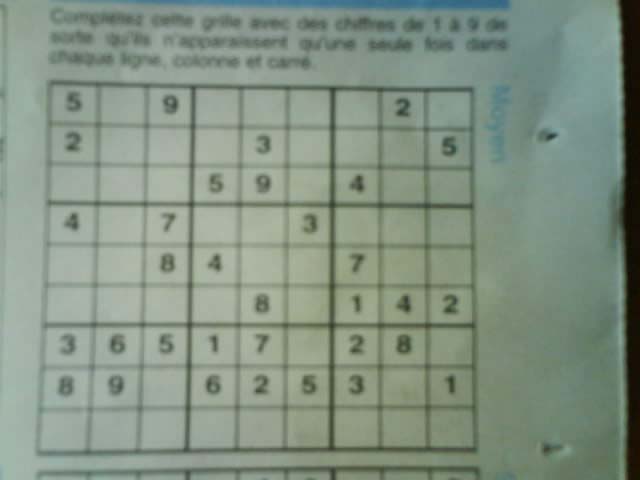 Complétez cette grille avec des chiffres de 1 à 9 de
sorte qu'ils n'apparaissent qu'une seule fois dans
chaque ligne, colonne et carré.
Moyen
5 9 2
2 3 5
5 9 4
4 7 3
8 4 7
8 1 4 2
3 6 5 1 7 2 8
8 9 6 2 5 3 1